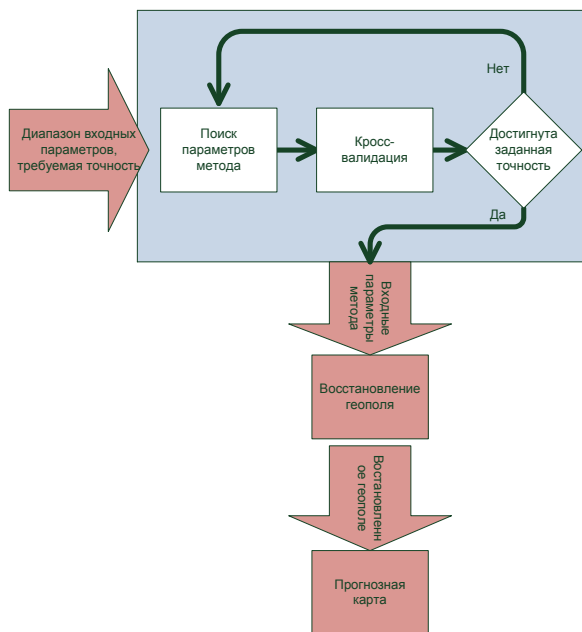 Нет
Диапазон входных
параметров,
требуемая точность
Поиск
параметров
метода
Кросс-
валидация
Достигнута
заданная
точность
Да
Входные
параметры
метода
Восстановление
геополя
Востановленн
ое геополе
Прогнозная
карта